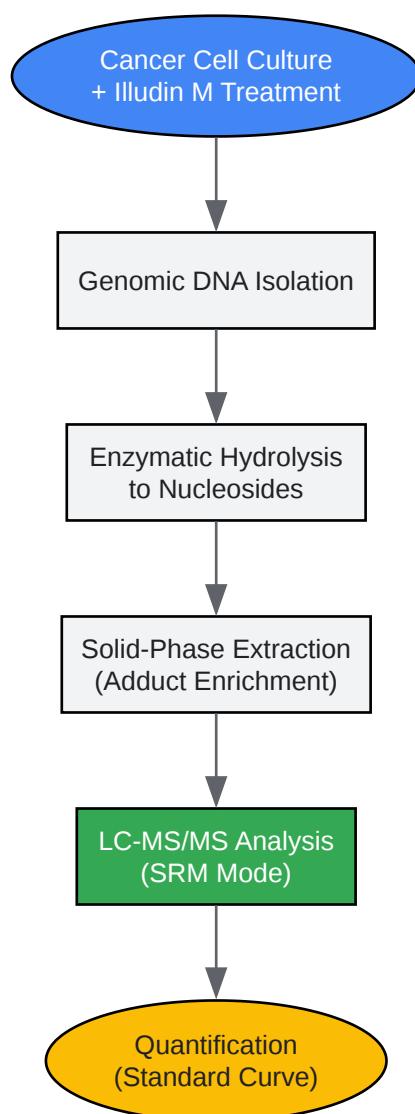 Cancer Cell Culture
+ Illudin M Treatment
Genomic DNA Isolation
Enzymatic Hydrolysis
to Nucleosides
Solid-Phase Extraction
(Adduct Enrichment)
LC-MS/MS Analysis
(SRM Mode)
Quantification
(Standard Curve)